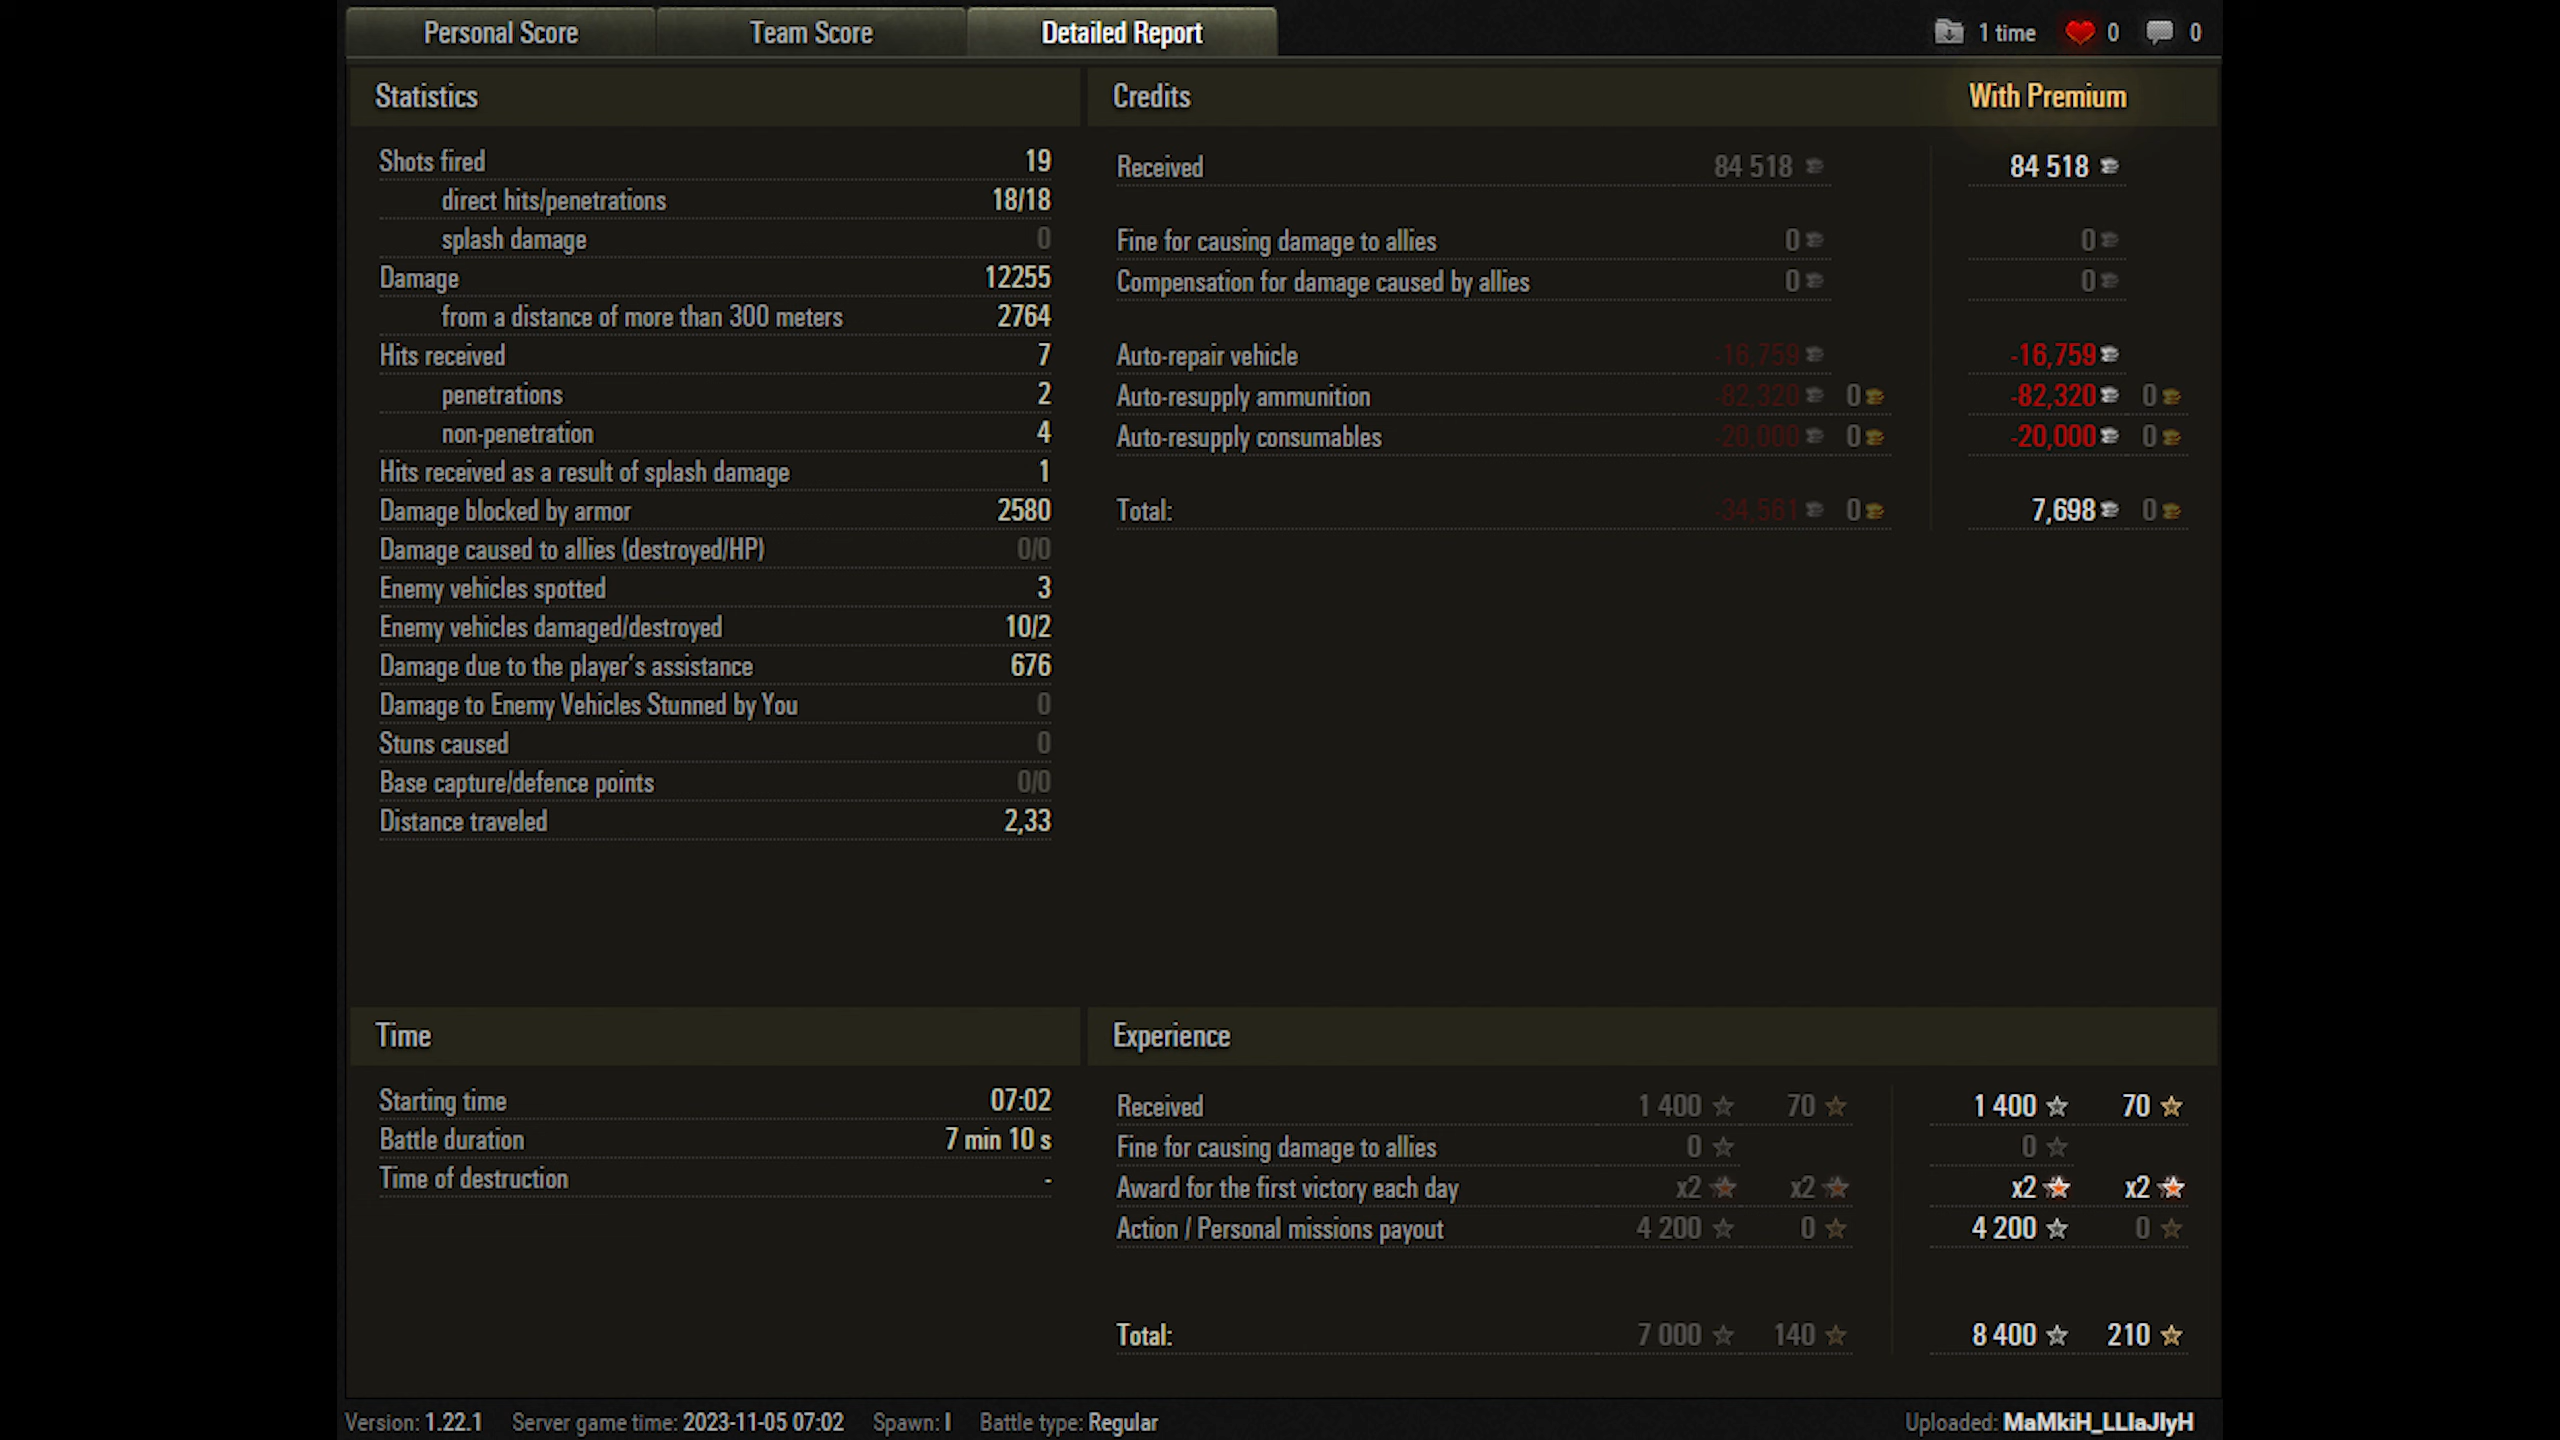 Personal Score Team Score Detailed Report 1 time 0 0
Statistics
Shots fired 19
direct hits/penetrations 18/18
splash damage 0
Damage 12255
from a distance of more than 300 meters 2764
Hits received 7
penetrations 2
non-penetration 4
Hits received as a result of splash damage 1
Damage blocked by armor 2580
Damage caused to allies (destroyed/HP) 0/0
Enemy vehicles spotted 3
Enemy vehicles damaged/destroyed 10/2
Damage due to the player's assistance 676
Damage to Enemy Vehicles Stunned by You 0
Stuns caused 0
Base capture/defence points 0/0
Distance traveled 2,33
Credits With Premium
Received 84 518 84 518
Fine for causing damage to allies 0 0
Compensation for damage caused by allies 0 0
Auto-repair vehicle -16,759 -16,759
Auto-resupply ammunition -82,320 0 -82,320 0
Auto-resupply consumables -20,000 0 -20,000 0
Total: -34,561 0 7,698 0
Time
Starting time 07:02
Battle duration 7 min 10 s
Time of destruction -
Experience
Received 1 400 70 1 400 70
Fine for causing damage to allies 0 0
Award for the first victory each day x2 x2 x2 x2
Action / Personal missions payout 4 200 0 4 200 0
Total: 7 000 140 8 400 210
Version: 1.22.1 Server game time: 2023-11-05 07:02 Spawn: I Battle type: Regular Uploaded: MaMkiH_LLIaJIyH